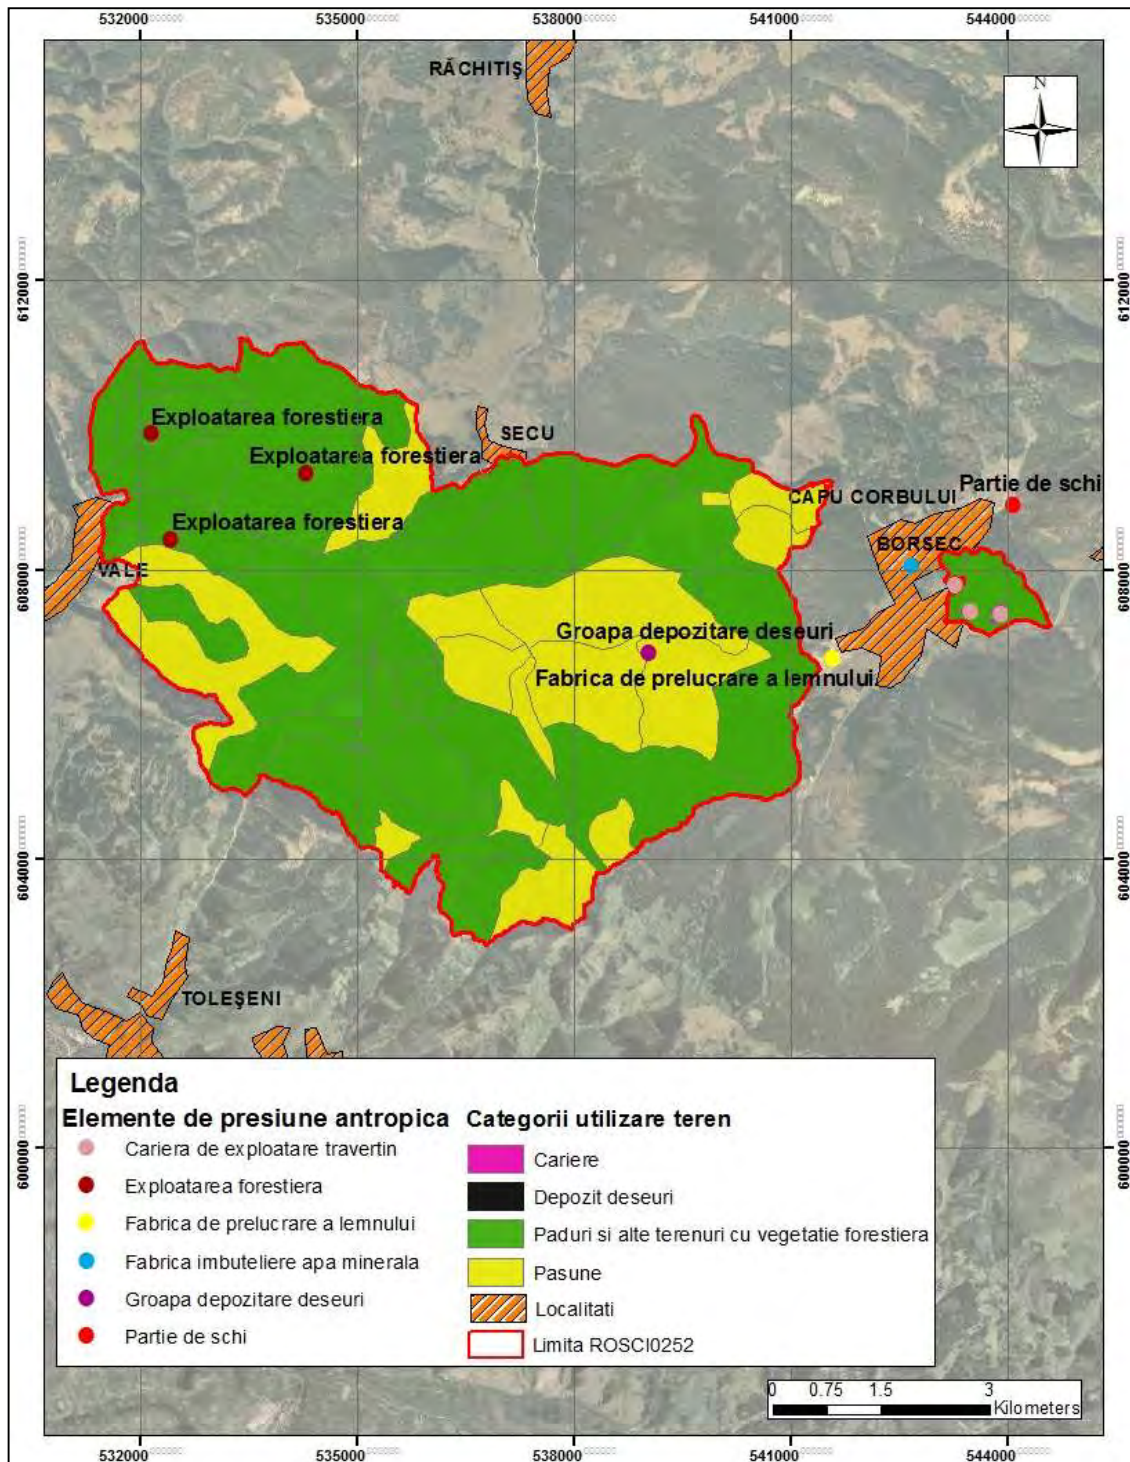 532000 535000 538000 541000 544000
RĂCHITIȘ
N
612000 612000
Exploatarea forestiera
SECU
Exploatarea forestiera
Partie de schi
CAPU CORBULUI
Exploatarea forestiera
BORSEC
VALE
608000 608000
Groapa depozitare deseuri
Fabrica de prelucrare a lemnului
604000 604000
TOLEȘENI
Legenda
Elemente de presiune antropica
Cariera de exploatare travertin
Exploatarea forestiera
Fabrica de prelucrare a lemnului
Fabrica imbuteliere apa minerala
Groapa depozitare deseuri
Partie de schi
Categorii utilizare teren
Cariere
Depozit deseuri
Paduri si alte terenuri cu vegetatie forestiera
Pasune
Localitati
Limita ROSCI0252
600000 600000
0 0.75 1.5 3
Kilometers
532000 535000 538000 541000 544000